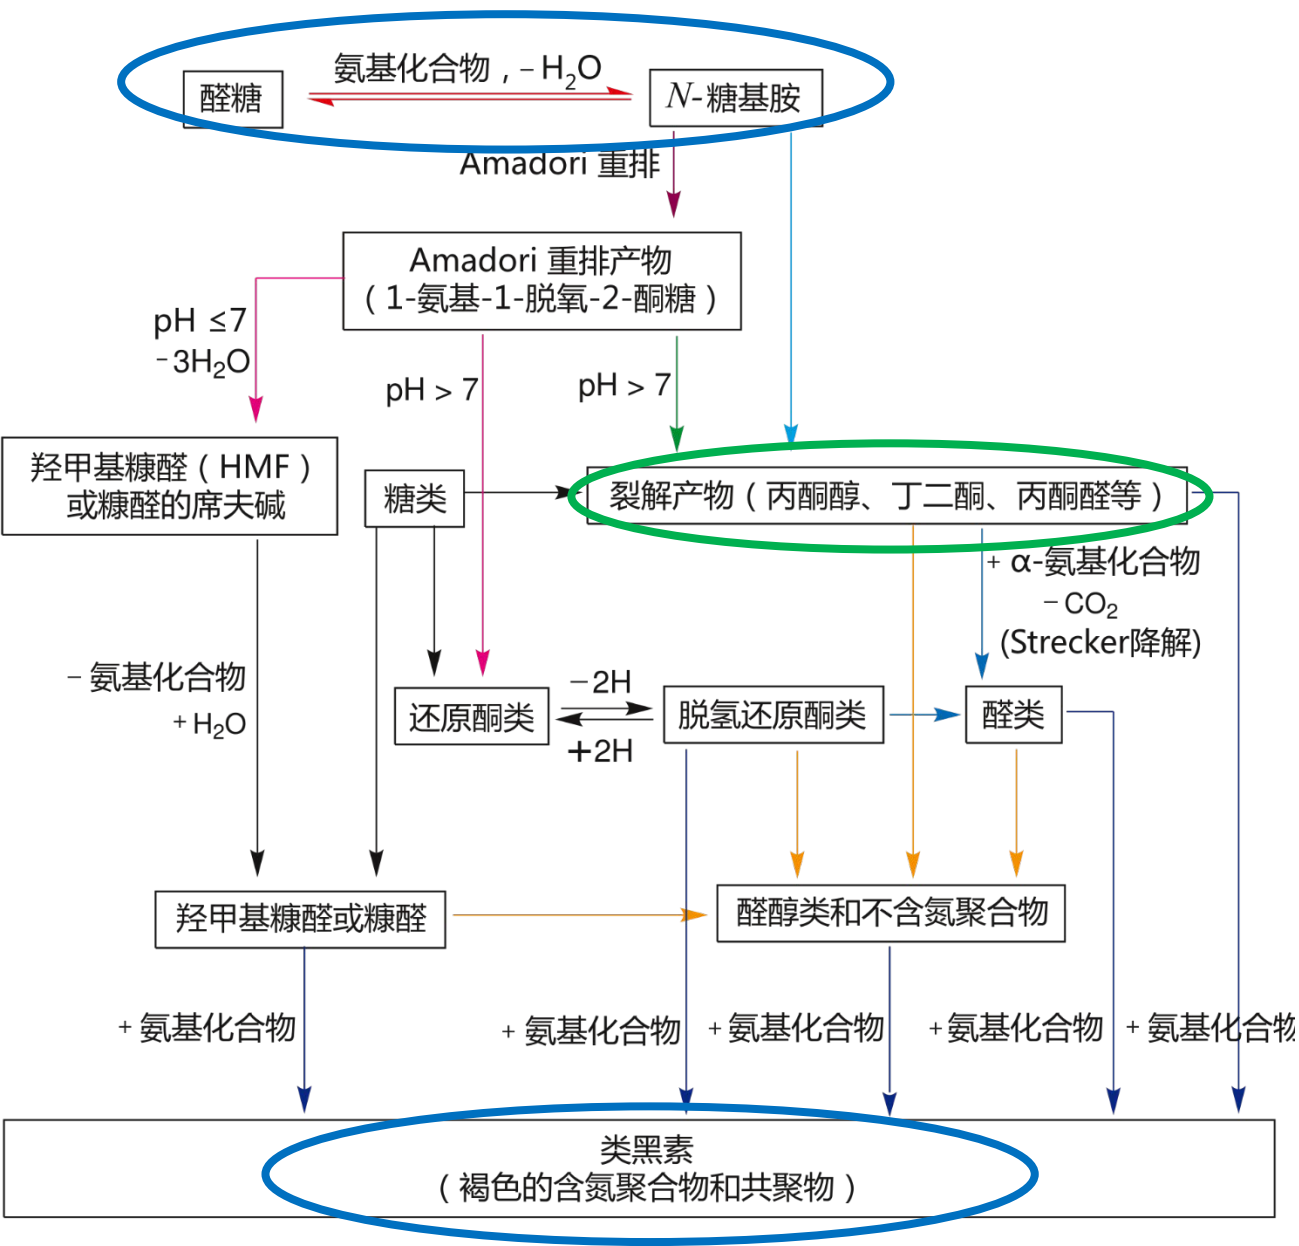 氨基化合物 , －H₂O
醛糖
N-糖基胺
Amadori 重排
Amadori 重排产物
（1-氨基-1-脱氧-2-酮糖）
pH ≤7
－3H₂O
pH > 7
pH > 7
羟甲基糠醛（HMF）
或糠醛的席夫碱
糖类
裂解产物（丙酮醇、丁二酮、丙酮醛等）
+ α-氨基化合物
－CO₂
(Strecker降解)
－ 氨基化合物
+ H₂O
还原酮类
－2H
+2H
脱氢还原酮类
醛类
羟甲基糠醛或糠醛
醛醇类和不含氮聚合物
+ 氨基化合物
+ 氨基化合物
+ 氨基化合物
+ 氨基化合物
+ 氨基化合物
类黑素
（褐色的含氮聚合物和共聚物）